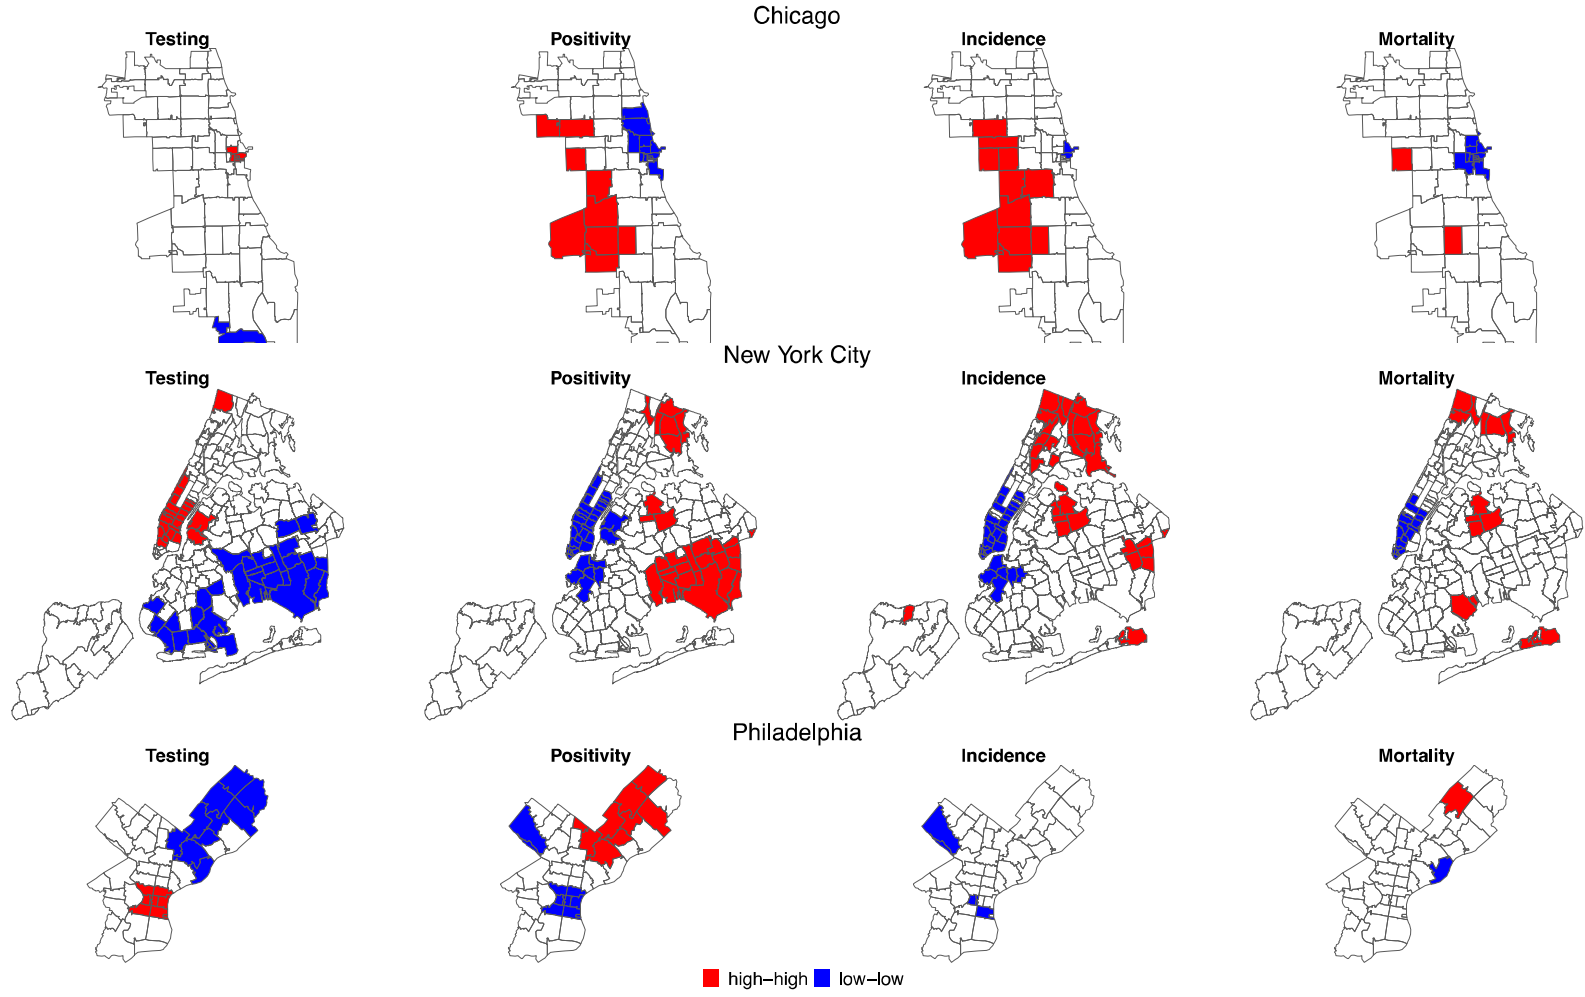 Chicago
Testing Positivity Incidence Mortality
New York City
Testing Positivity Incidence Mortality
Philadelphia
Testing Positivity Incidence Mortality
high−high low−low